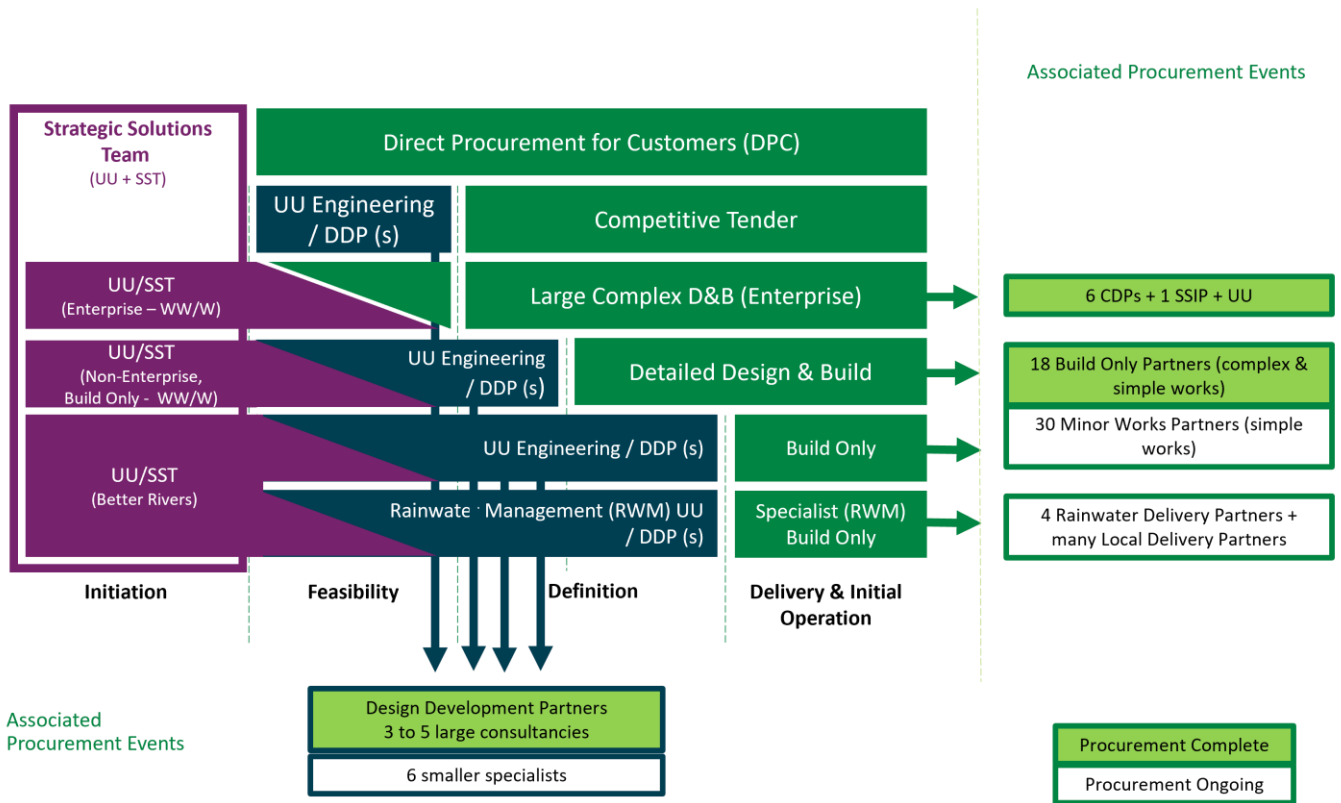 Associated Procurement Events
Strategic Solutions
Team
(UU + SST)
Direct Procurement for Customers (DPC)
UU Engineering
/ DDP (s)
Competitive Tender
UU/SST
(Enterprise – WW/W)
Large Complex D&B (Enterprise)
6 CDPs + 1 SSIP + UU
UU/SST
(Non-Enterprise,
Build Only - WW/W)
UU Engineering
/ DDP (s)
Detailed Design & Build
18 Build Only Partners (complex &
simple works)
30 Minor Works Partners (simple
works)
UU/SST
(Better Rivers)
UU Engineering / DDP (s)
Build Only
Rainwater Management (RWM) UU
/ DDP (s)
Specialist (RWM)
Build Only
4 Rainwater Delivery Partners +
many Local Delivery Partners
Initiation
Feasibility
Definition
Delivery & Initial
Operation
Associated
Procurement Events
Design Development Partners
3 to 5 large consultancies
6 smaller specialists
Procurement Complete
Procurement Ongoing